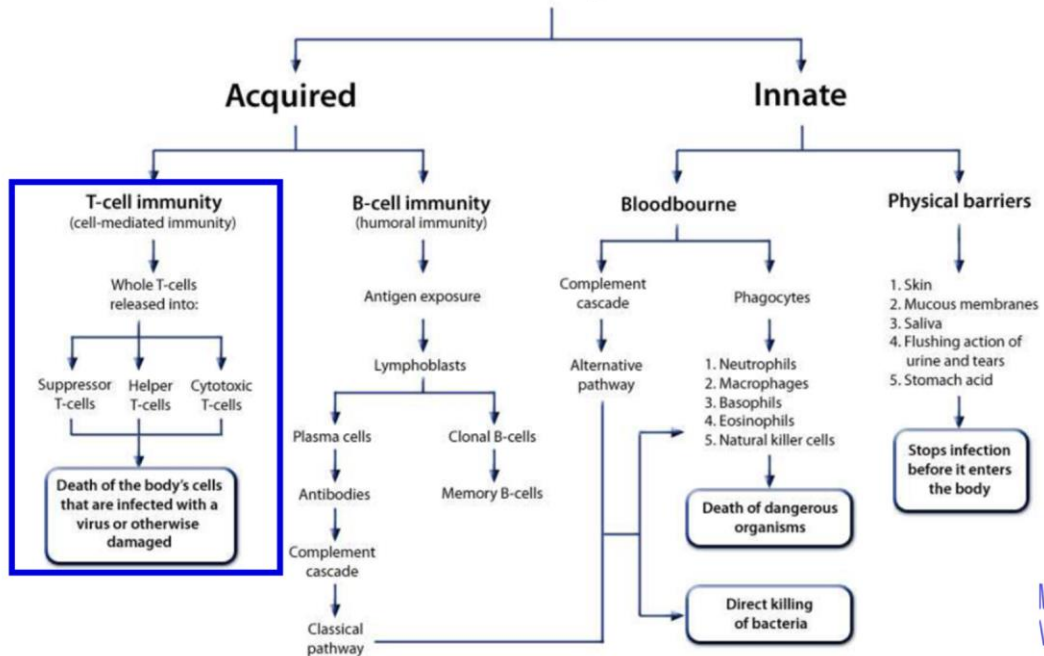 Acquired
Innate
T-cell immunity
(cell-mediated immunity)
Whole T-cells
released into:
Suppressor
T-cells
Helper
T-cells
Cytotoxic
T-cells
Death of the body's cells
that are infected with a
virus or otherwise
damaged
B-cell immunity
(humoral immunity)
Antigen exposure
Lymphoblasts
Plasma cells
Antibodies
Complement
cascade
Classical
pathway
Clonal B-cells
Memory B-cells
Bloodbourne
Complement
cascade
Alternative
pathway
Phagocytes
1. Neutrophils
2. Macrophages
3. Basophils
4. Eosinophils
5. Natural killer cells
Death of dangerous
organisms
Direct killing
of bacteria
Physical barriers
1. Skin
2. Mucous membranes
3. Saliva
4. Flushing action of
urine and tears
5. Stomach acid
Stops infection
before it enters
the body